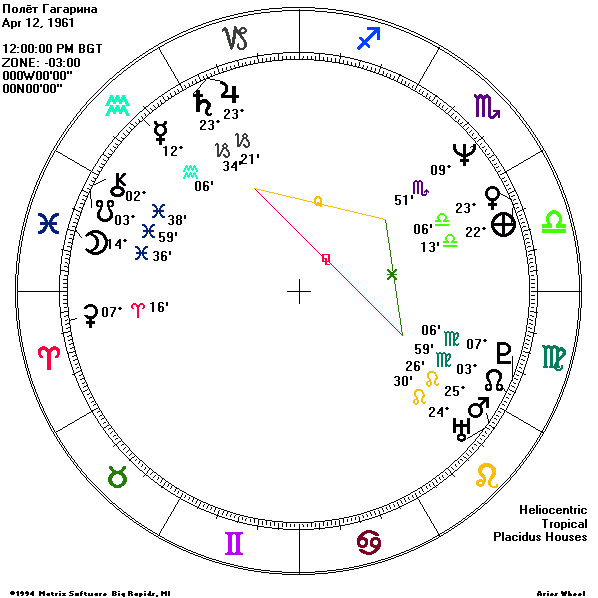 Полёт Гагарина
Apr 12, 1961
12:00:00 PM BGT
ZONE: -03:00
000W00'00"
00N00'00"
23° 34'
23° 21'
12° 06'
09° 51'
02° 38'
03° 59'
14° 36'
23° 06'
22° 13'
07° 16'
06' 07°
59' 03°
26' 25°
30' 24°
Q
Heliocentric
Tropical
Placidus Houses
©1994 Matrix Software Big Rapids, MI
Aries Wheel